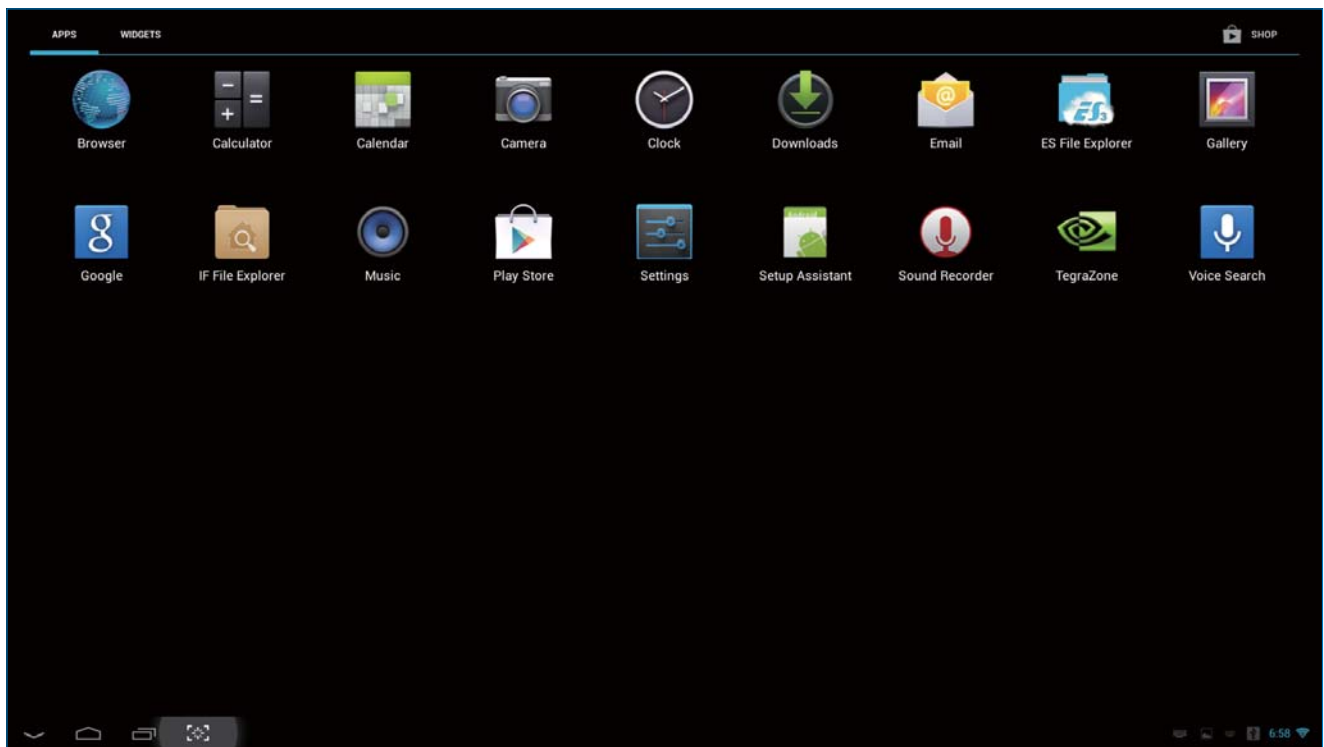 APPS WIDGETS SHOP
Browser Calculator Calendar Camera Clock Downloads Email ES File Explorer Gallery
Google IF File Explorer Music Play Store Settings Setup Assistant Sound Recorder TegraZone Voice Search
6:58